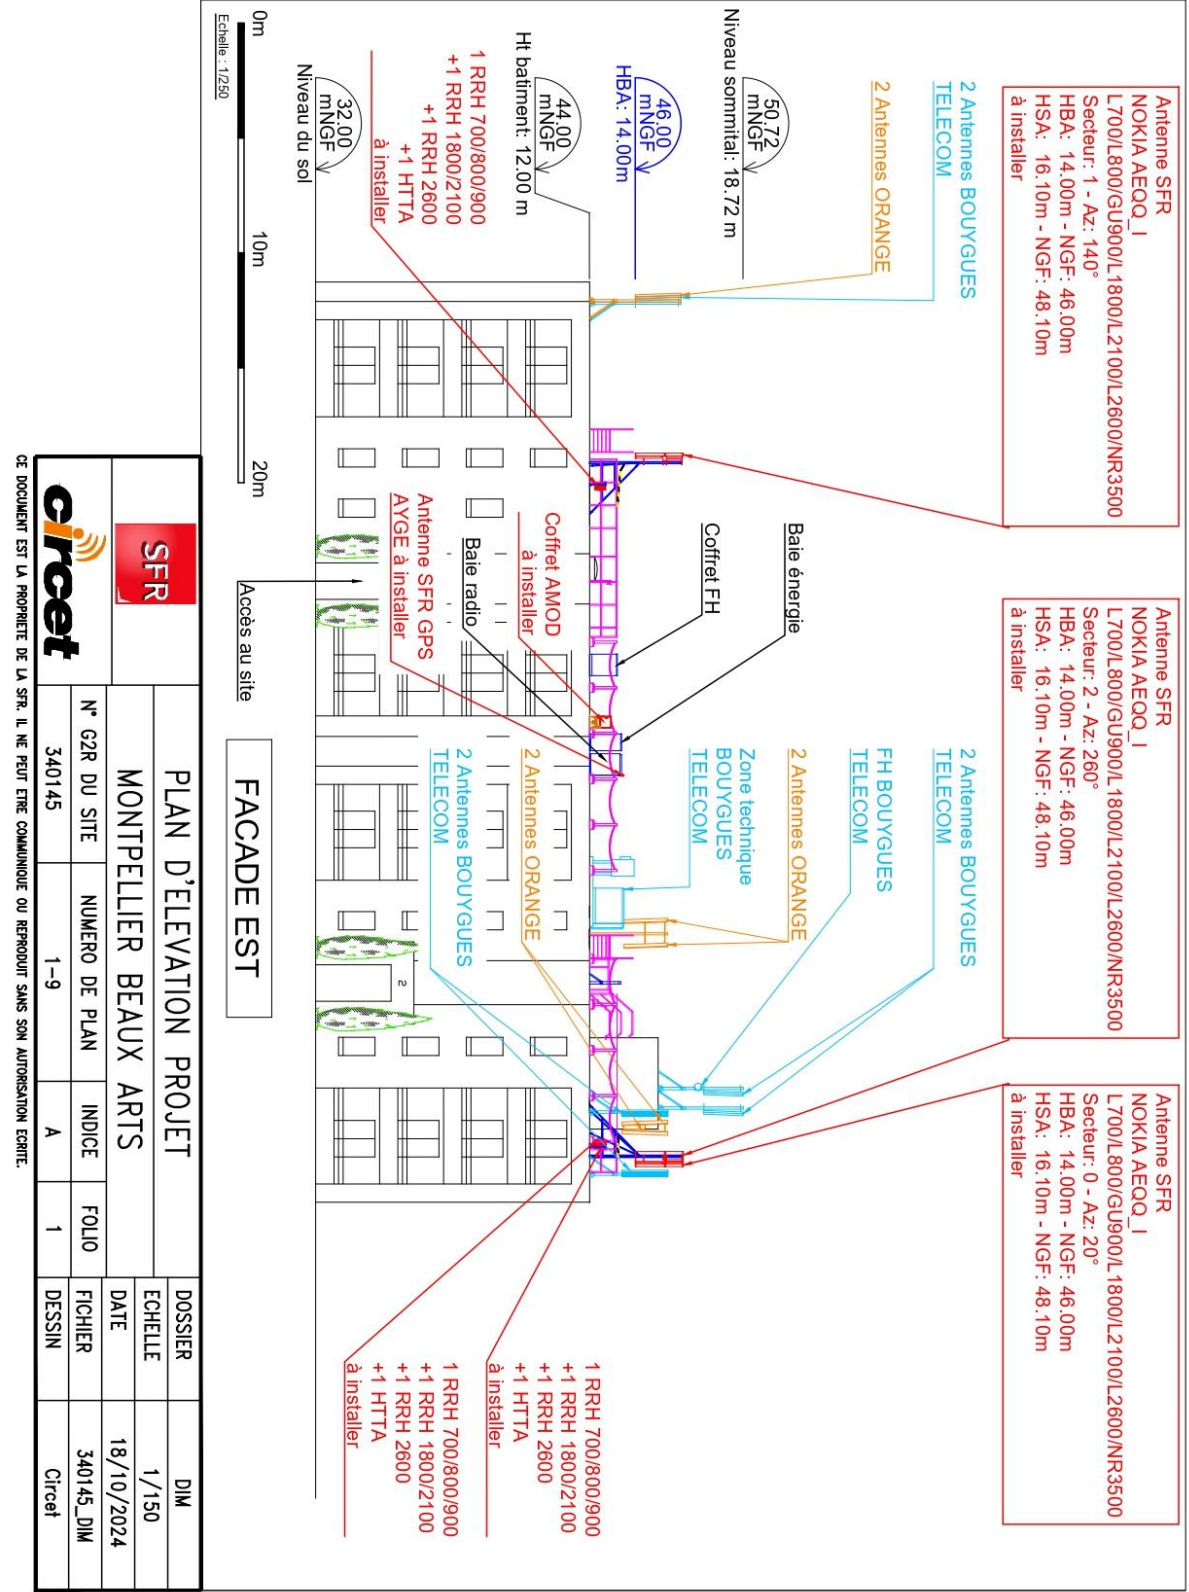 Antenne SFR
NOKIA AEQQ_I
L700/L800/GU900/L1800/L2100/L2600/NR3500
Secteur: 1 - Az: 140°
HBA: 14.00m - NGF: 46.00m
HSA: 16.10m - NGF: 48.10m
à installer
Antenne SFR
NOKIA AEQQ_I
L700/L800/GU900/L1800/L2100/L2600/NR3500
Secteur: 2 - Az: 260°
HBA: 14.00m - NGF: 46.00m
HSA: 16.10m - NGF: 48.10m
à installer
Antenne SFR
NOKIA AEQQ_I
L700/L800/GU900/L1800/L2100/L2600/NR3500
Secteur: 0 - Az: 20°
HBA: 14.00m - NGF: 46.00m
HSA: 16.10m - NGF: 48.10m
à installer
2 Antennes BOUYGUES
TELECOM
2 Antennes ORANGE
50.72
mNGF
Niveau sommital: 18.72 m
46.00
mNGF
HBA: 14.00m
44.00
mNGF
Ht batiment: 12.00 m
1 RRH 700/800/900
+1 RRH 1800/2100
+1 RRH 2600
+1 HTTA
à installer
32.00
mNGF
Niveau du sol
2 Antennes BOUYGUES
TELECOM
FH BOUYGUES
TELECOM
2 Antennes ORANGE
Zone technique
BOUYGUES
TELECOM
Baie énergie
Coffret FH
Coffret AMOD
à installer
Baie radio
Antenne SFR GPS
AYGE à installer
2 Antennes ORANGE
2 Antennes BOUYGUES
TELECOM
2
1 RRH 700/800/900
+1 RRH 1800/2100
+1 RRH 2600
+1 HTTA
à installer
1 RRH 700/800/900
+1 RRH 1800/2100
+1 RRH 2600
+1 HTTA
à installer
Accès au site
0m
10m
20m
Echelle : 1/250
FACADE EST
SFR
circet
PLAN D'ELEVATION PROJET
MONTPELLIER BEAUX ARTS
N° G2R DU SITE
NUMERO DE PLAN
INDICE
FOLIO
340145
1-9
A
1
DOSSIER
DIM
ECHELLE
1/150
DATE
18/10/2024
FICHIER
340145_DIM
DESSIN
Circet
CE DOCUMENT EST LA PROPRIETE DE LA SFR. IL NE PEUT ETRE COMMUNIQUE OU REPRODUIT SANS SON AUTORISATION ECRITE.